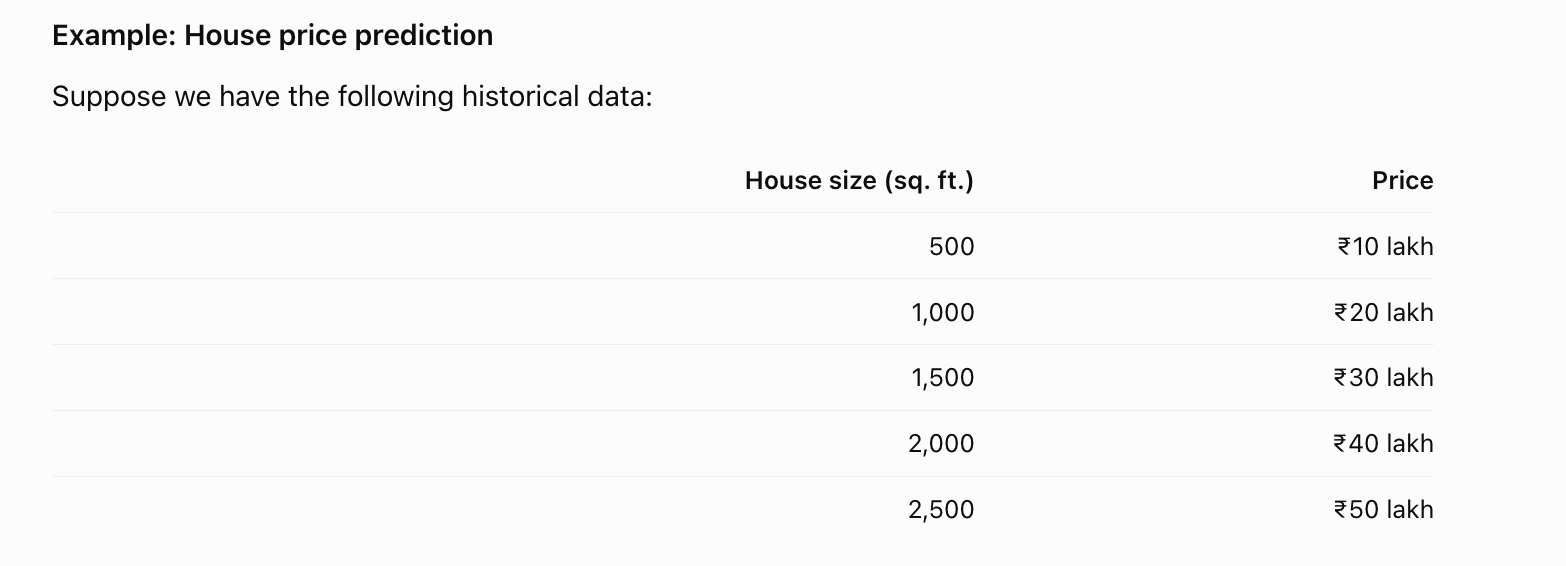 Example: House price prediction
Suppose we have the following historical data:
House size (sq. ft.) Price
500 ₹10 lakh
1,000 ₹20 lakh
1,500 ₹30 lakh
2,000 ₹40 lakh
2,500 ₹50 lakh